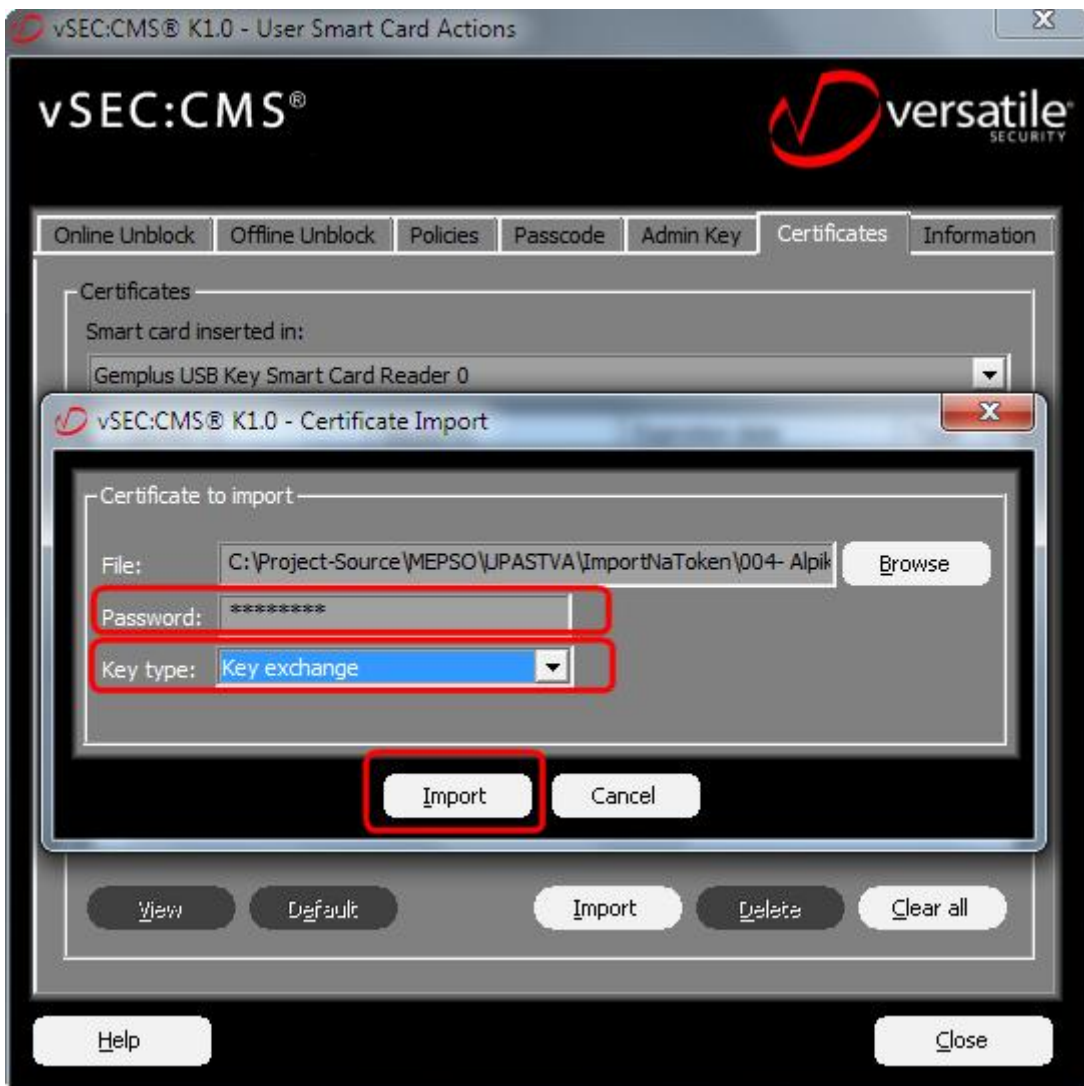 vSEC:CMS® K1.0 - User Smart Card Actions
vSEC:CMS®
versatile
SECURITY
Online Unblock Offline Unblock Policies Passcode Admin Key Certificates Information
Certificates
Smart card inserted in:
Gemplus USB Key Smart Card Reader 0
vSEC:CMS® K1.0 - Certificate Import
Certificate to import
File: C:\Project-Source\MEPSO\UPASTVA\ImportNaToken\004- Alpik Browse
Password: ********
Key type: Key exchange
Import Cancel
View Default Import Delete Clear all
Help Close